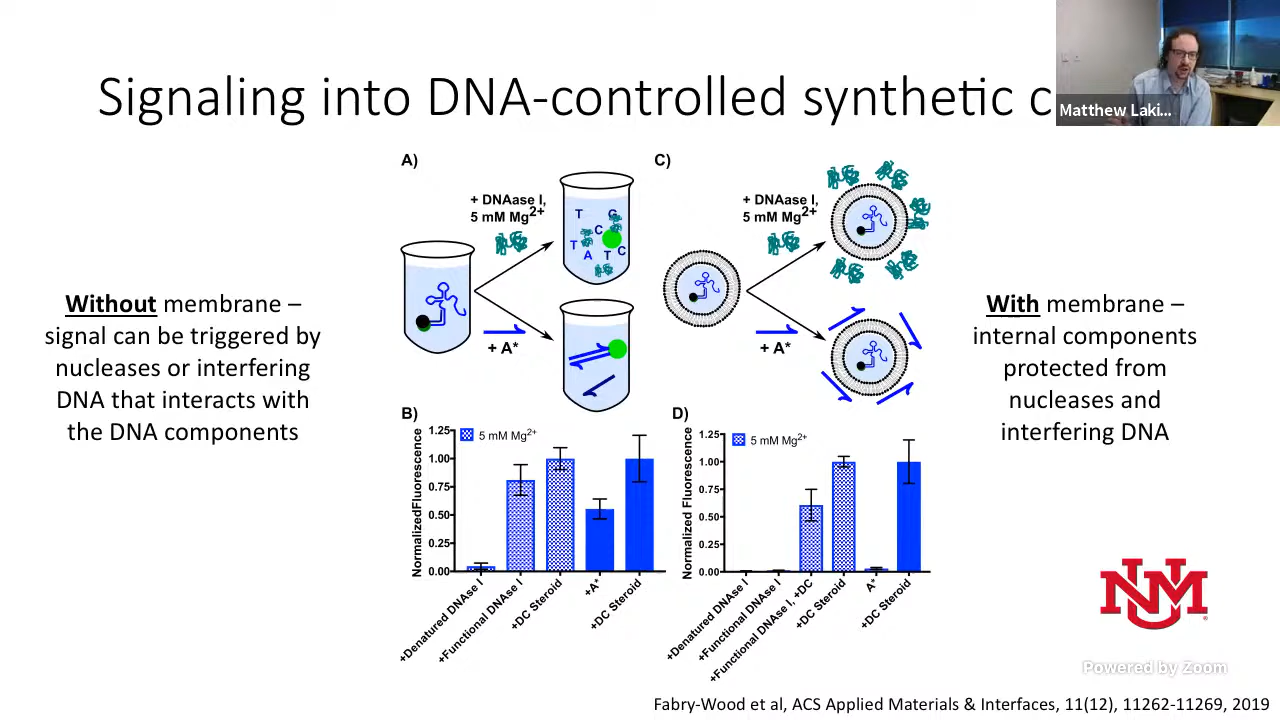 Signaling into DNA-controlled synthetic c
Matthew Laki...
A)
+ DNAase I,
5 mM Mg2+
T G
C
T C
A T
+ A*
C)
+ DNAase I,
5 mM Mg2+
+ A*
Without membrane –
signal can be triggered by
nucleases or interfering
DNA that interacts with
the DNA components
With membrane –
internal components
protected from
nucleases and
interfering DNA
B)
5 mM Mg2+
NormalizedFluorescence
1.25
1.00
0.75
0.50
0.25
0.00
+Denatured DNAse I
+Functional DNAse I
+DC Steroid
+A*
+DC Steroid
D)
5 mM Mg2+
Normalized Fluorescence
1.25
1.00
0.75
0.50
0.25
0.00
+Denatured DNAse I
+Functional DNAse I
+Functional DNAse I, +DC
+DC Steroid
A*
+DC Steroid
UNM
Powered by Zoom
Fabry-Wood et al, ACS Applied Materials & Interfaces, 11(12), 11262-11269, 2019